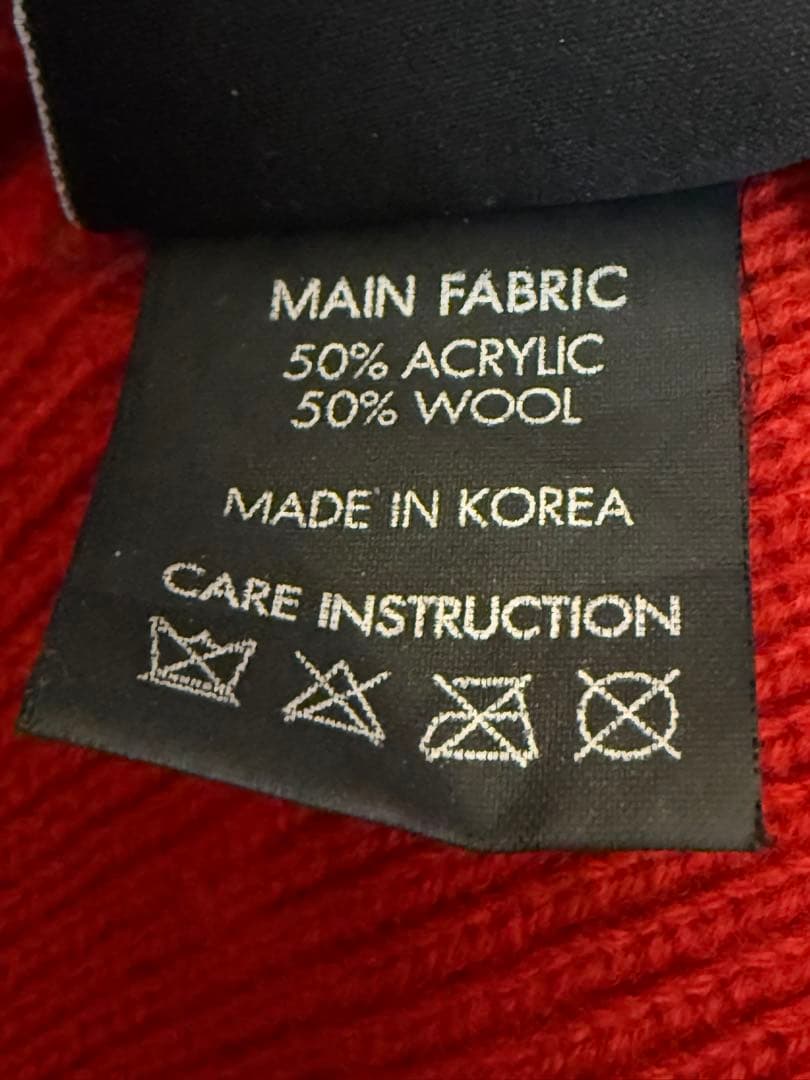 MAIN FABRIC
50% ACRYLIC
50% WOOL
MADE IN KOREA
CARE INSTRUCTION